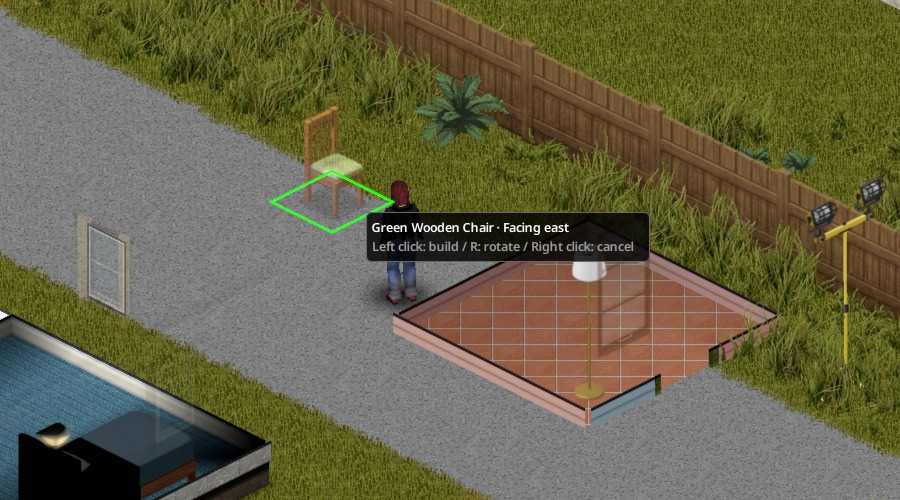 Green Wooden Chair · Facing east
Left click: build / R: rotate / Right click: cancel